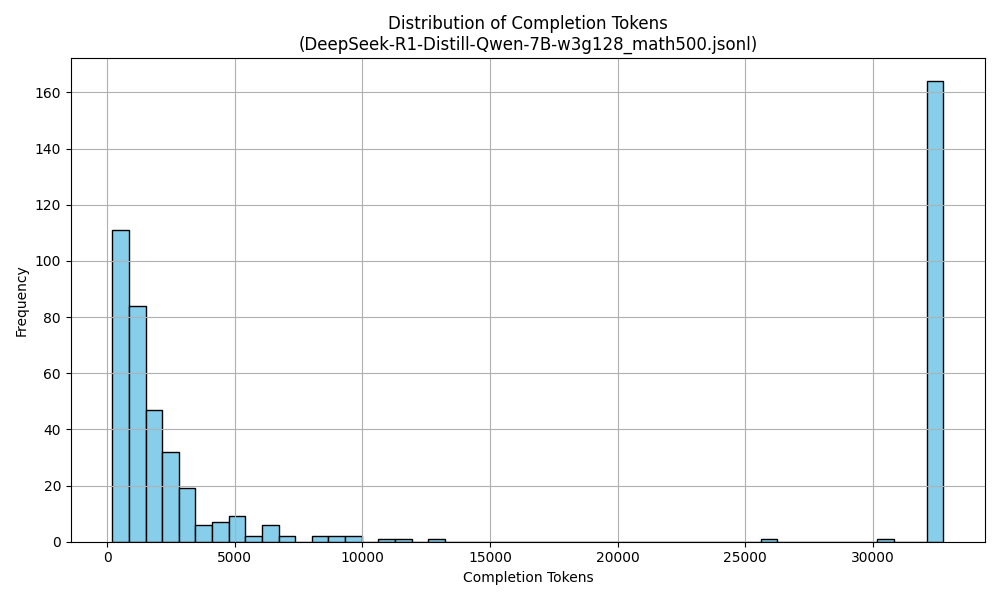 Distribution of Completion Tokens
(DeepSeek-R1-Distill-Qwen-7B-w3g128_math500.jsonl)
Frequency
160
140
120
100
80
60
40
20
0
0 5000 10000 15000 20000 25000 30000
Completion Tokens